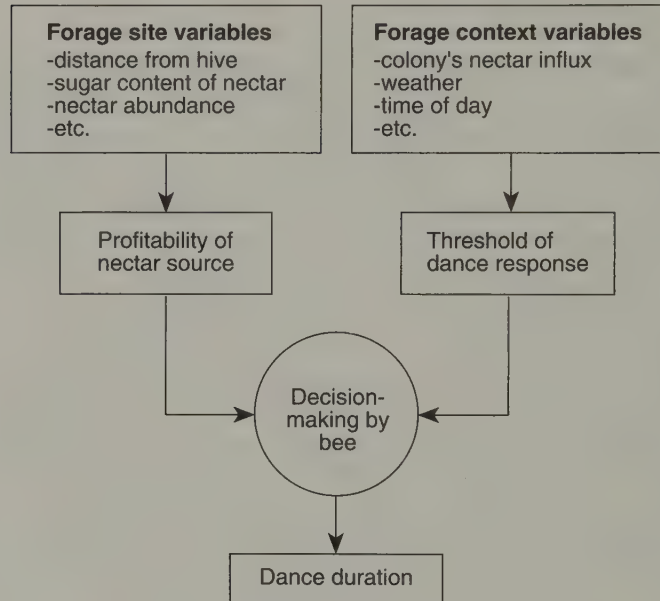 Forage site variables
-distance from hive
-sugar content of nectar
-nectar abundance
-etc.
Forage context variables
-colony's nectar influx
-weather
-time of day
-etc.
Profitability of
nectar source
Threshold of
dance response
Decision-
making by
bee
Dance duration